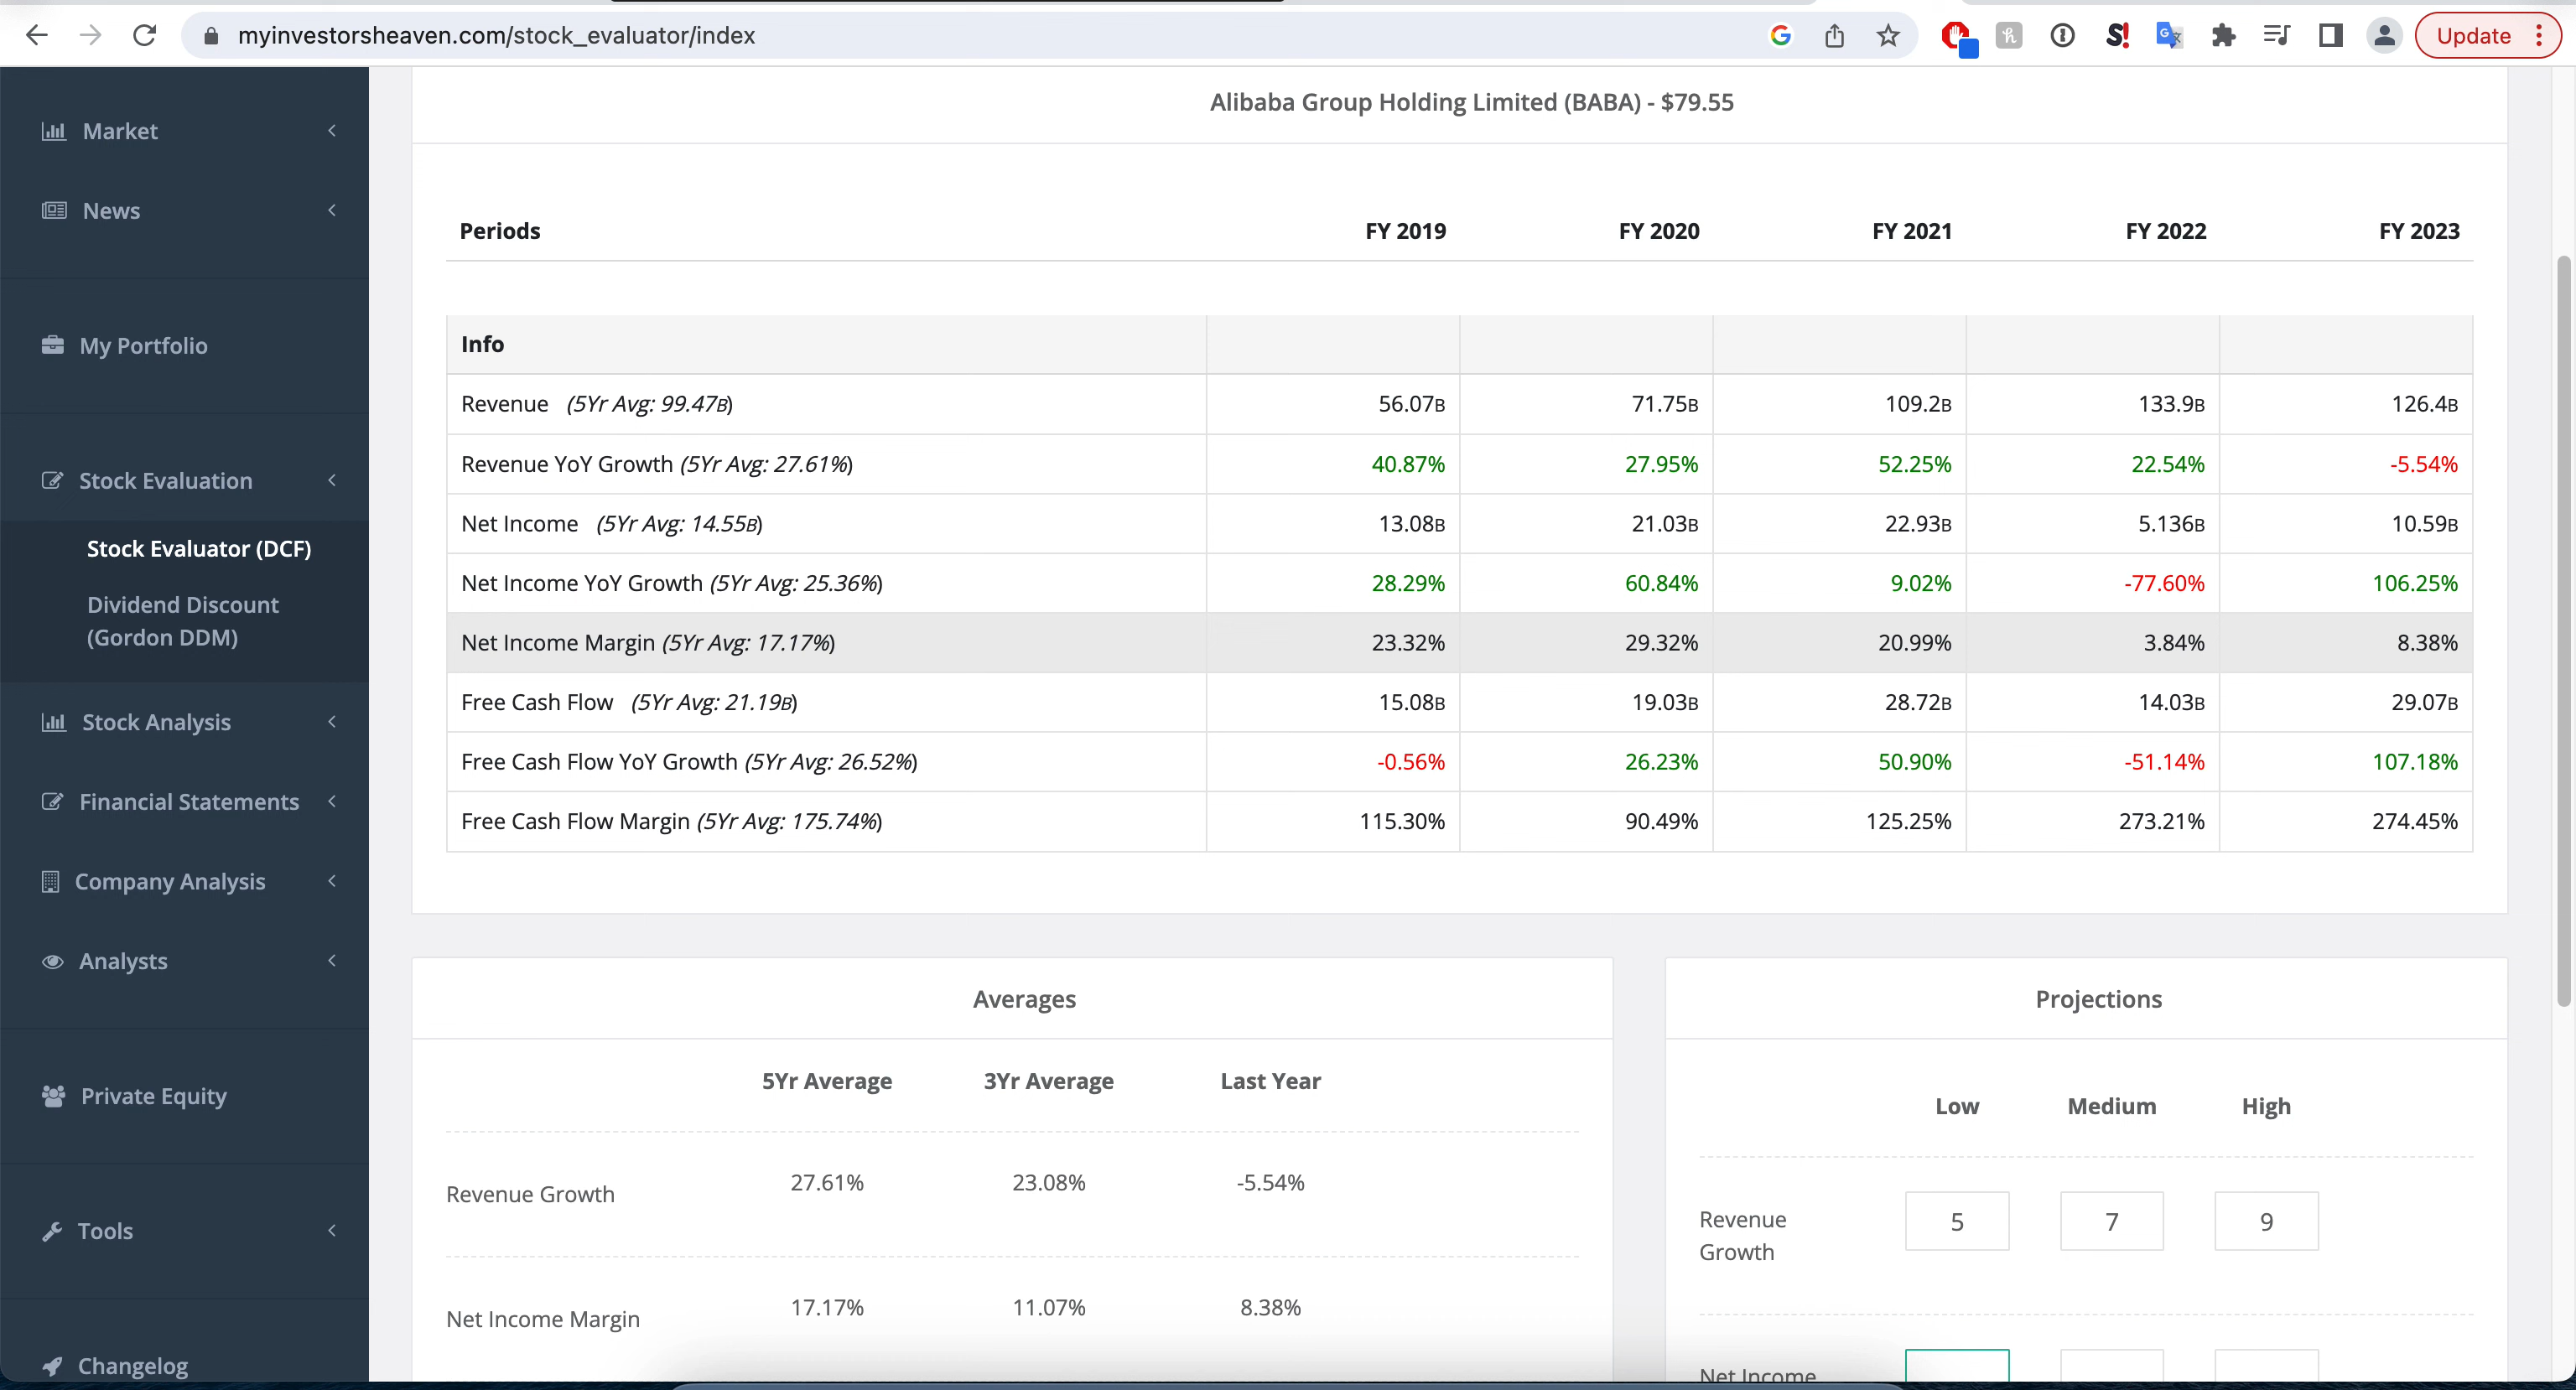 myinvestorsheaven.com/stock_evaluator/index
Update
Market
News
My Portfolio
Stock Evaluation
Stock Evaluator (DCF)
Dividend Discount
(Gordon DDM)
Stock Analysis
Financial Statements
Company Analysis
Analysts
Private Equity
Tools
Changelog
Alibaba Group Holding Limited (BABA) - $79.55
Periods FY 2019 FY 2020 FY 2021 FY 2022 FY 2023
Info
Revenue (5Yr Avg: 99.47B) 56.07B 71.75B 109.2B 133.9B 126.4B
Revenue YoY Growth (5Yr Avg: 27.61%) 40.87% 27.95% 52.25% 22.54% -5.54%
Net Income (5Yr Avg: 14.55B) 13.08B 21.03B 22.93B 5.136B 10.59B
Net Income YoY Growth (5Yr Avg: 25.36%) 28.29% 60.84% 9.02% -77.60% 106.25%
Net Income Margin (5Yr Avg: 17.17%) 23.32% 29.32% 20.99% 3.84% 8.38%
Free Cash Flow (5Yr Avg: 21.19B) 15.08B 19.03B 28.72B 14.03B 29.07B
Free Cash Flow YoY Growth (5Yr Avg: 26.52%) -0.56% 26.23% 50.90% -51.14% 107.18%
Free Cash Flow Margin (5Yr Avg: 175.74%) 115.30% 90.49% 125.25% 273.21% 274.45%
Averages
5Yr Average 3Yr Average Last Year
Revenue Growth 27.61% 23.08% -5.54%
Net Income Margin 17.17% 11.07% 8.38%
Projections
Low Medium High
Revenue
Growth 5 7 9
Net Income